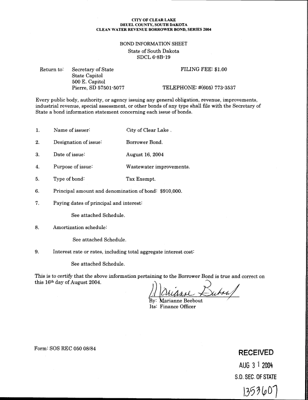 CITY OF CLEAR LAKE
DEUEL COUNTY, SOUTH DAKOTA
CLEAN WATER REVENUE BORROWER BOND, SERIES 2004
BOND INFORMATION SHEET
State of South Dakota
SDCL 6-8B-19
Return to: Secretary of State FILING FEE: $1.00
State Capitol
500 E. Capitol
Pierre, SD 57501-5077 TELEPHONE: #(605) 773-3537
Every public body, authority, or agency issuing any general obligation, revenue, improvements,
industrial revenue, special assessment, or other bonds of any type shall file with the Secretary of
State a bond information statement concerning each issue of bonds.
1. Name of issuer: City of Clear Lake.
2. Designation of issue: Borrower Bond.
3. Date of issue: August 16, 2004
4. Purpose of issue: Wastewater improvements.
5. Type of bond: Tax Exempt.
6. Principal amount and denomination of bond: $910,000.
7. Paying dates of principal and interest:
See attached Schedule.
8. Amortization schedule:
See attached Schedule.
9. Interest rate or rates, including total aggregate interest cost:
See attached Schedule.
This is to certify that the above information pertaining to the Borrower Bond is true and correct on
this 16th day of August 2004.
Marianne Beehout
By: Marianne Beehout
Its: Finance Officer
Form: SOS REC 050 08/84
RECEIVED
AUG 31 2004
S.D. SEC. OF STATE
1353607